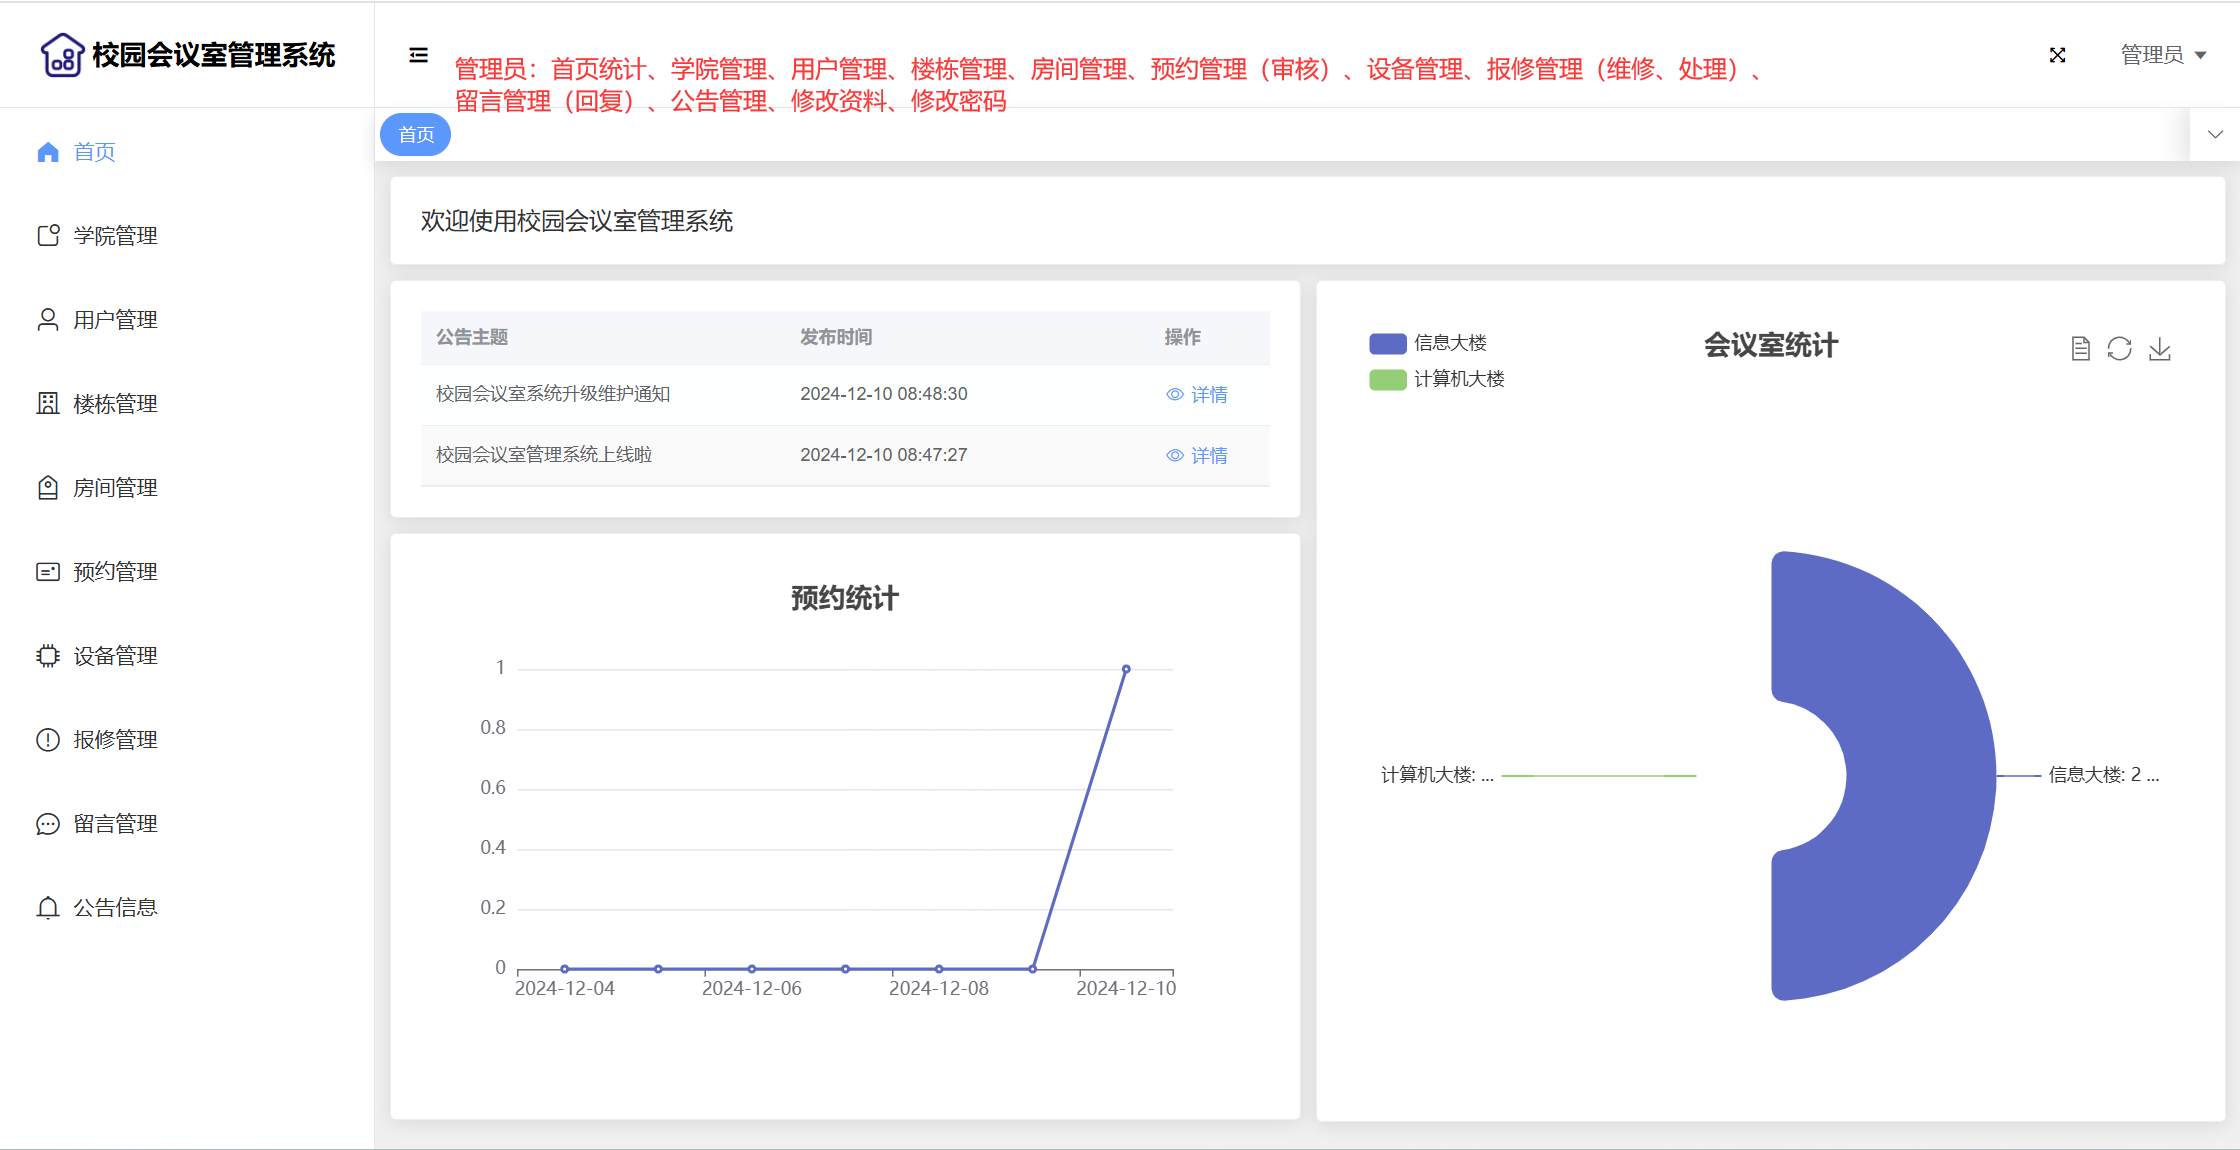 校园会议室管理系统
管理员：首页统计、学院管理、用户管理、楼栋管理、房间管理、预约管理（审核）、设备管理、报修管理（维修、处理）、
留言管理（回复）、公告管理、修改资料、修改密码
管理员
首页
首页
学院管理
用户管理
楼栋管理
房间管理
预约管理
设备管理
报修管理
留言管理
公告信息
欢迎使用校园会议室管理系统
公告主题 发布时间 操作
校园会议室系统升级维护通知 2024-12-10 08:48:30 详情
校园会议室管理系统上线啦 2024-12-10 08:47:27 详情
预约统计
1
0.8
0.6
0.4
0.2
0
2024-12-04 2024-12-06 2024-12-08 2024-12-10
会议室统计
信息大楼
计算机大楼
计算机大楼: ...
信息大楼: 2 ...